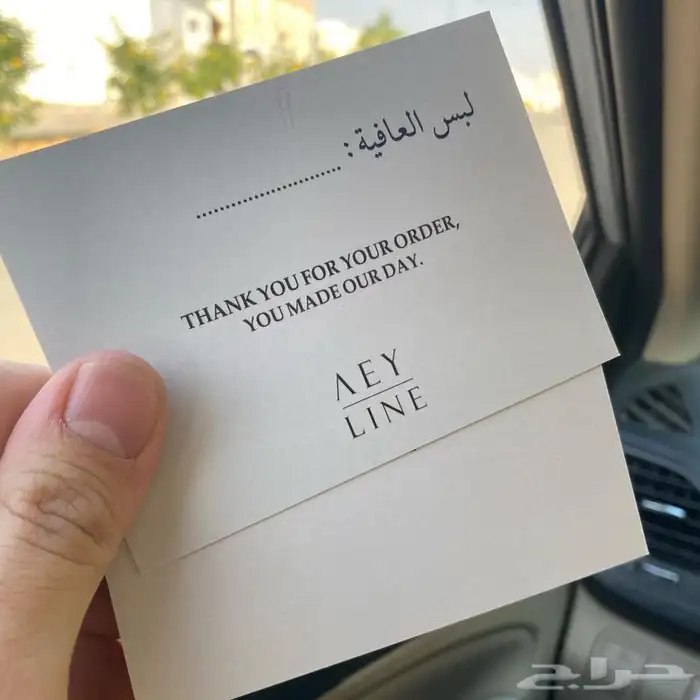 لبس العافية :
..............................
THANK YOU FOR YOUR ORDER,
YOU MADE OUR DAY.
ΛEY
LINE
حراج